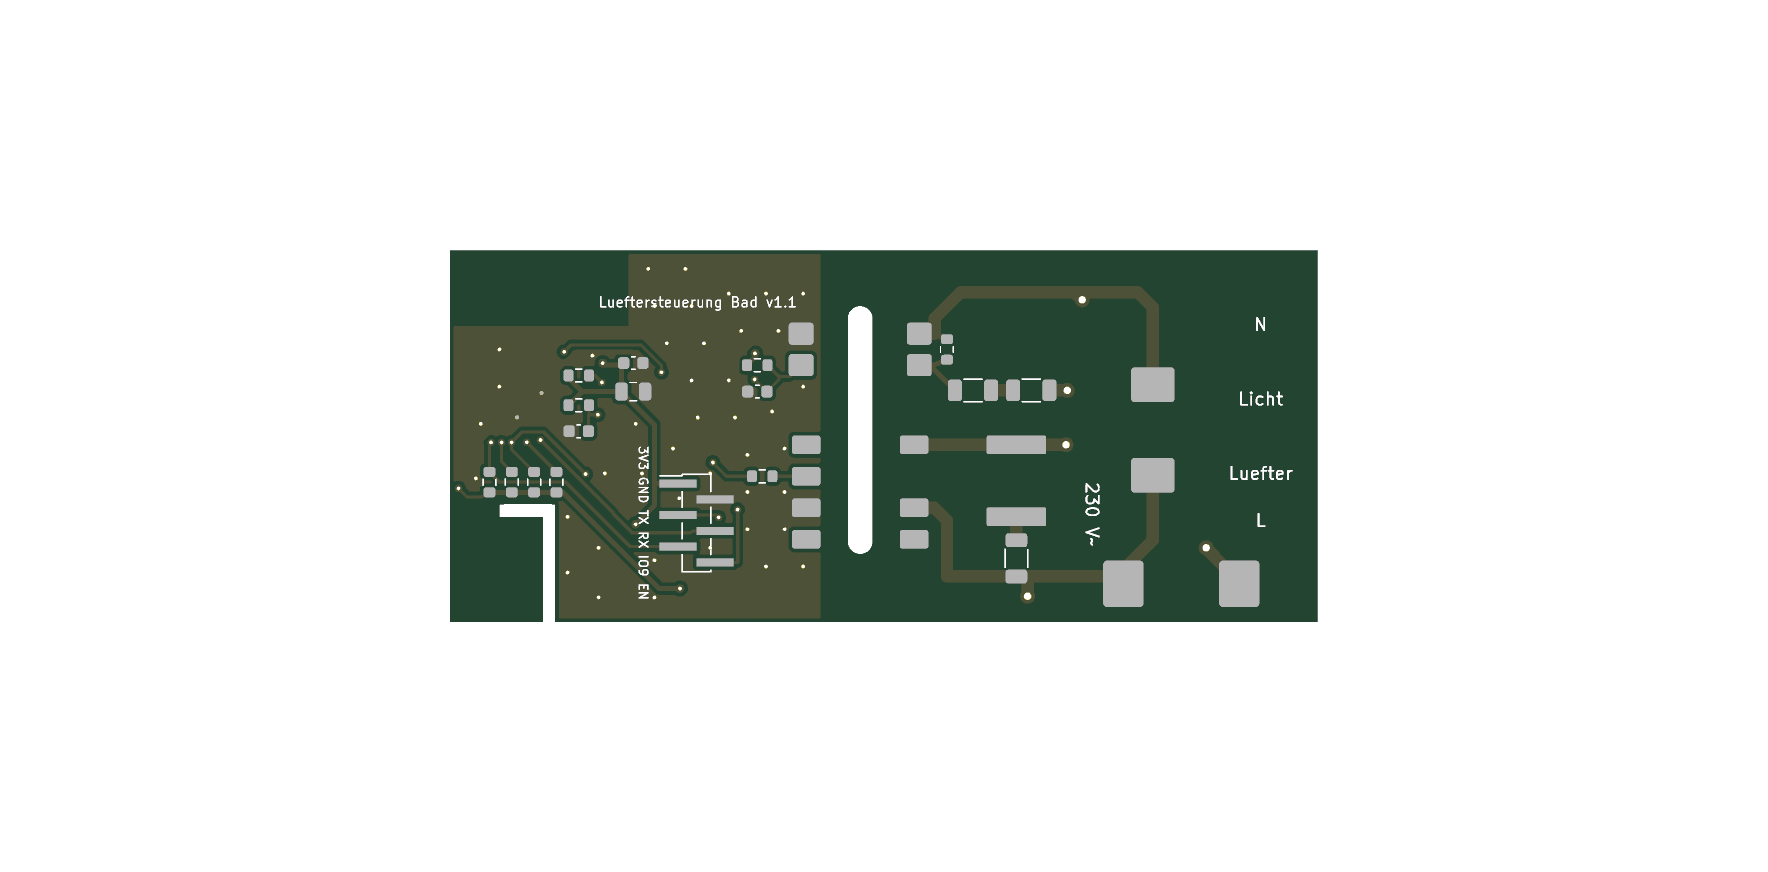 Lueftersteuerung Bad v1.1
N
Licht
Luefter
L
3V3 GND TX RX IO9 EN
230 V~